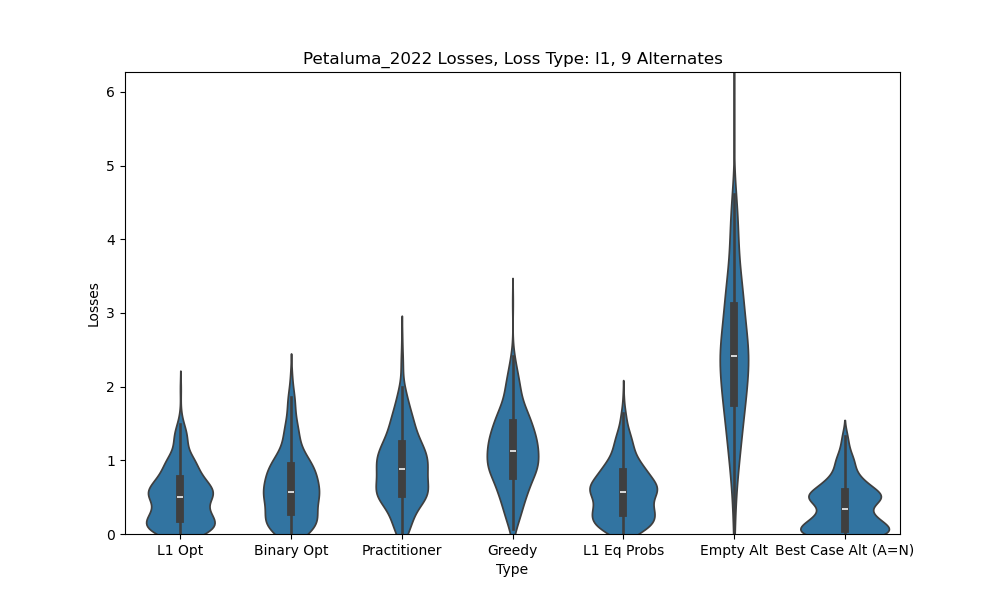 Petaluma_2022 Losses, Loss Type: l1, 9 Alternates
Losses
6
5
4
3
2
1
0
L1 Opt
Binary Opt
Practitioner
Greedy
L1 Eq Probs
Empty Alt
Best Case Alt (A=N)
Type